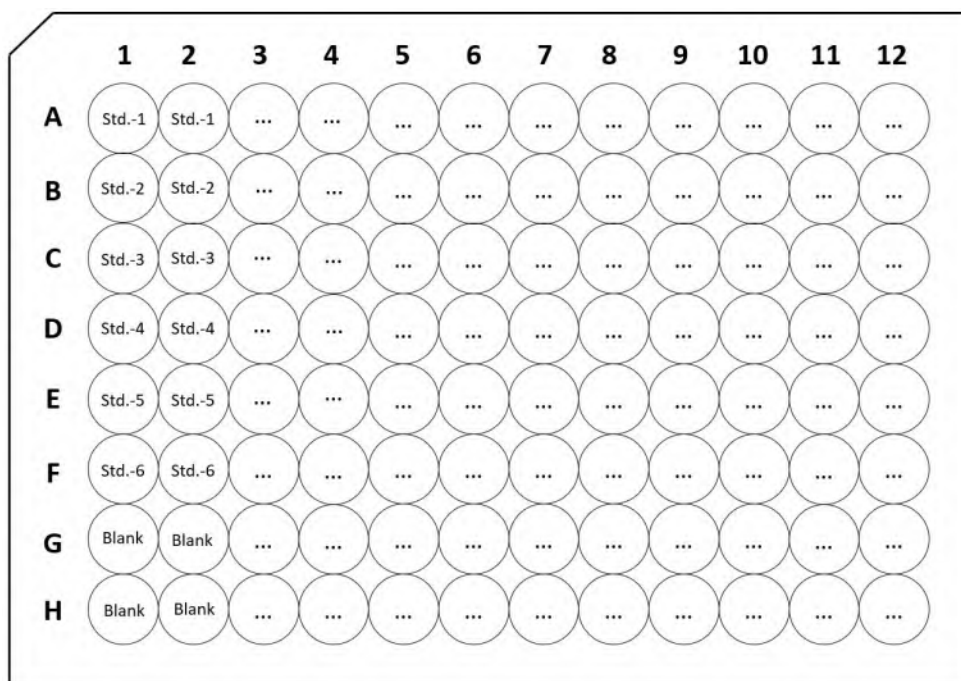 1 2 3 4 5 6 7 8 9 10 11 12
A Std.-1 Std.-1 ... ... ... ... ... ... ... ... ... ...
B Std.-2 Std.-2 ... ... ... ... ... ... ... ... ... ...
C Std.-3 Std.-3 ... ... ... ... ... ... ... ... ... ...
D Std.-4 Std.-4 ... ... ... ... ... ... ... ... ... ...
E Std.-5 Std.-5 ... ... ... ... ... ... ... ... ... ...
F Std.-6 Std.-6 ... ... ... ... ... ... ... ... ... ...
G Blank Blank ... ... ... ... ... ... ... ... ... ...
H Blank Blank ... ... ... ... ... ... ... ... ... ...